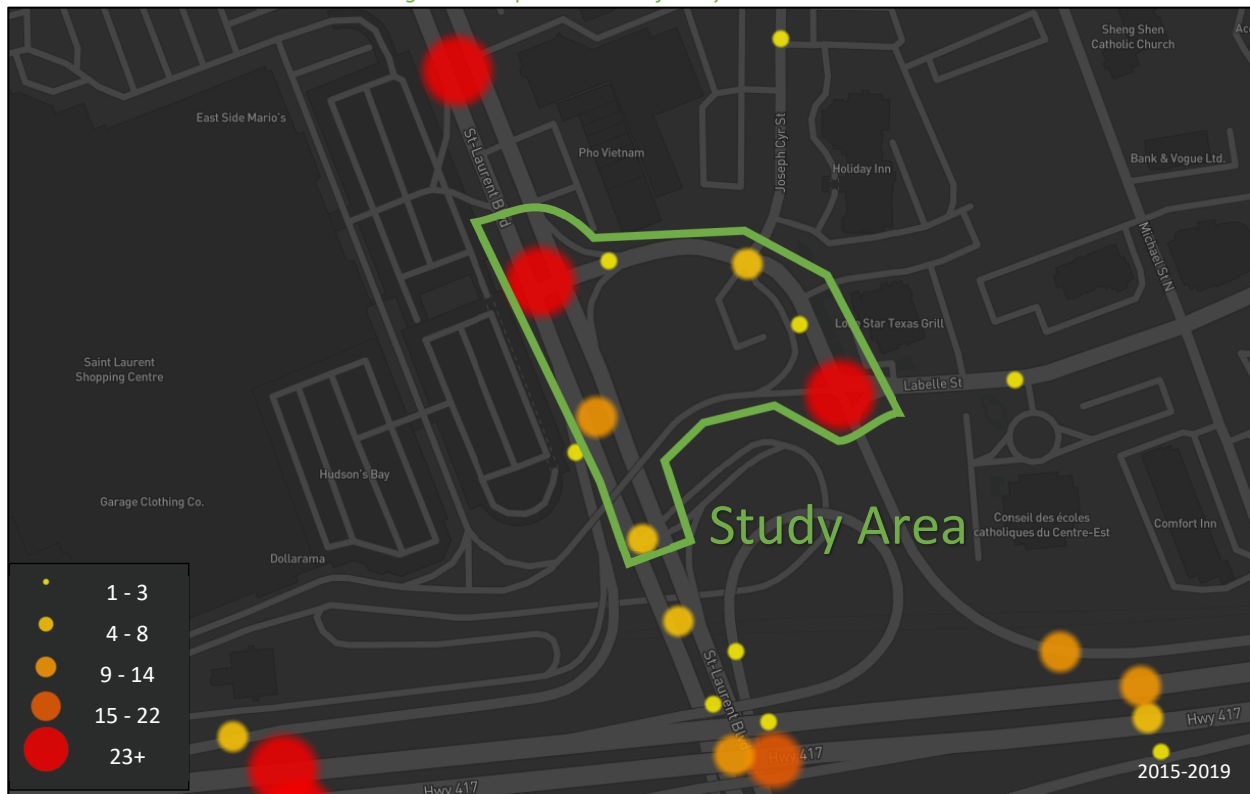 Sheng Shen
Catholic Church
East Side Mario's
St-Laurent Blvd
Pho Vietnam
Joseph Cyr St
Holiday Inn
Bank & Vogue Ltd.
Michael St N
Saint Laurent
Shopping Centre
Lone Star Texas Grill
Labelle St
Hudson's Bay
Garage Clothing Co.
Study Area
Conseil des écoles
catholiques du Centre-Est
Comfort Inn
Dollarama
1 - 3
4 - 8
9 - 14
15 - 22
23+
St-Laurent Blvd
Hwy 417
Hwy 417
Hwy 417
2015-2019